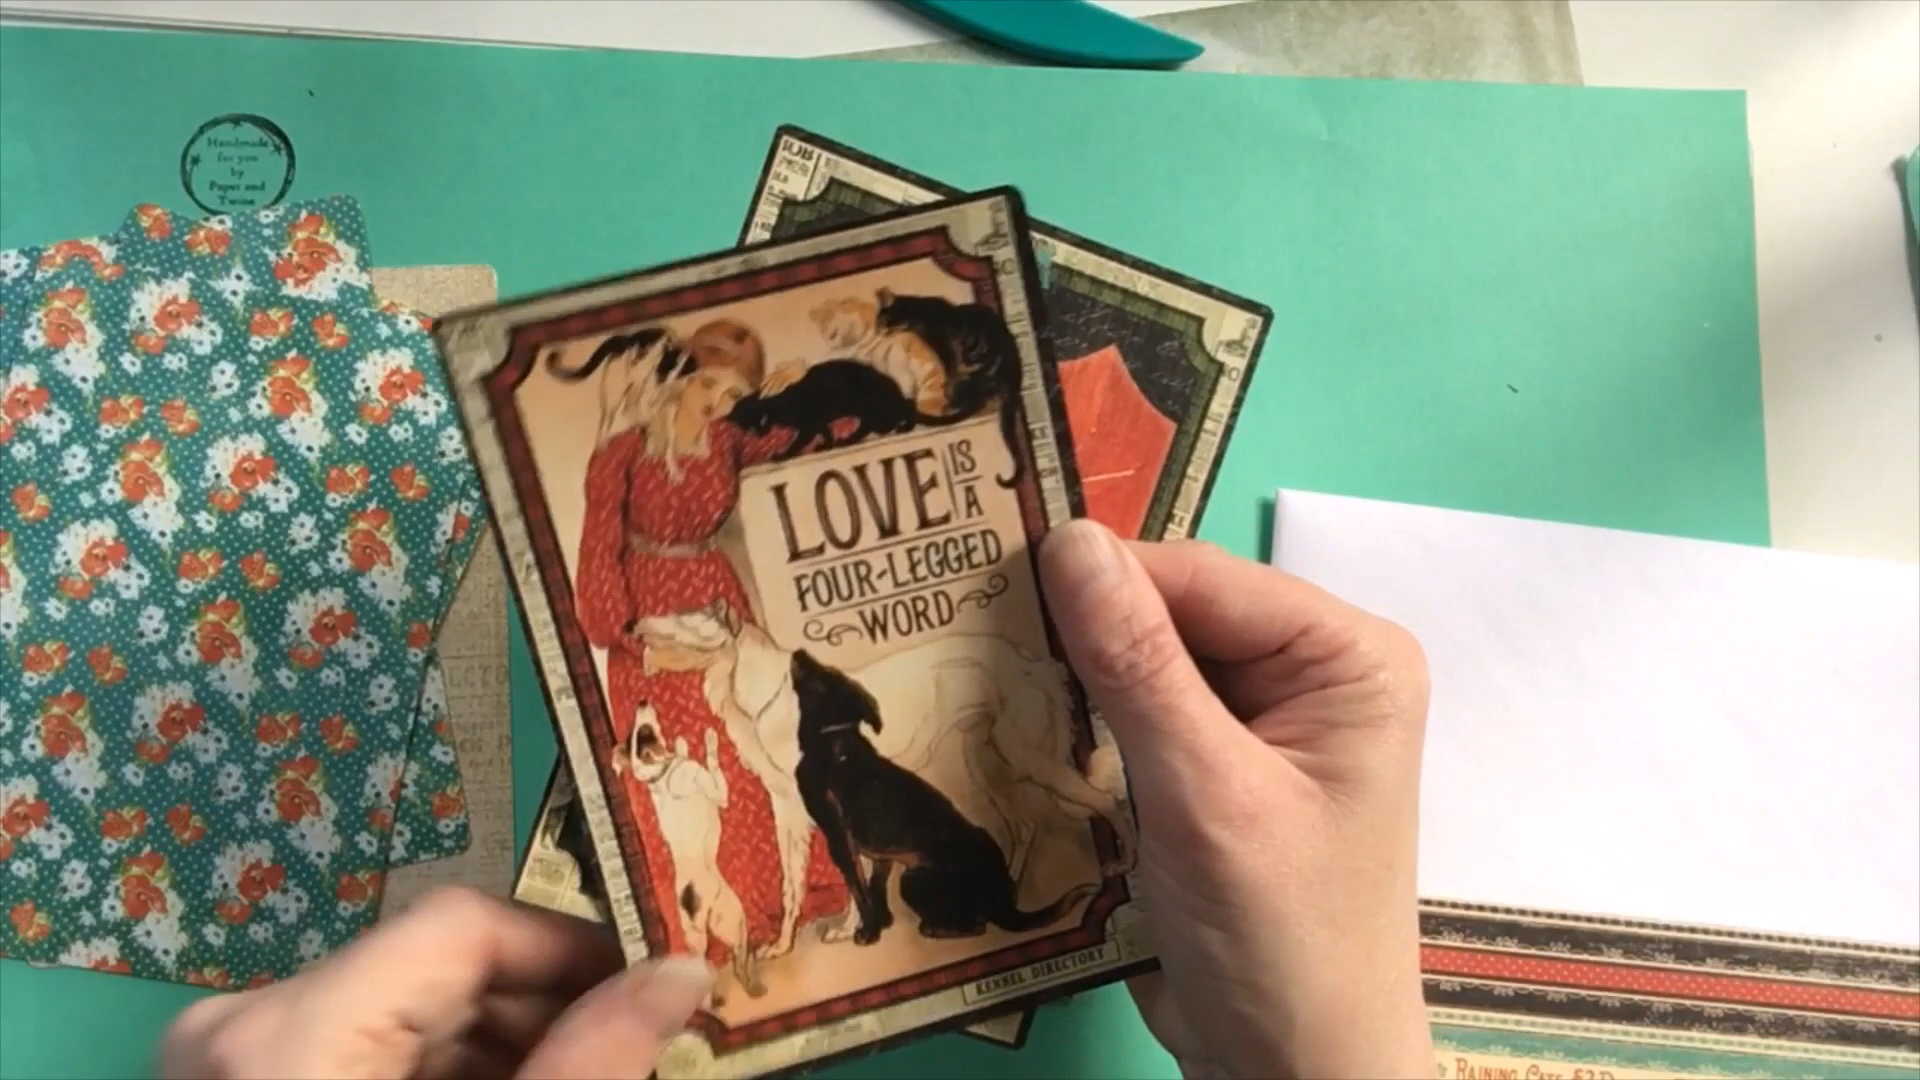 Handmade
for you
by
Paper and
Twine
LOVE IS
A
FOUR-LEGGED
WORD
KENNEL DIRECTORY
RAINING CATS